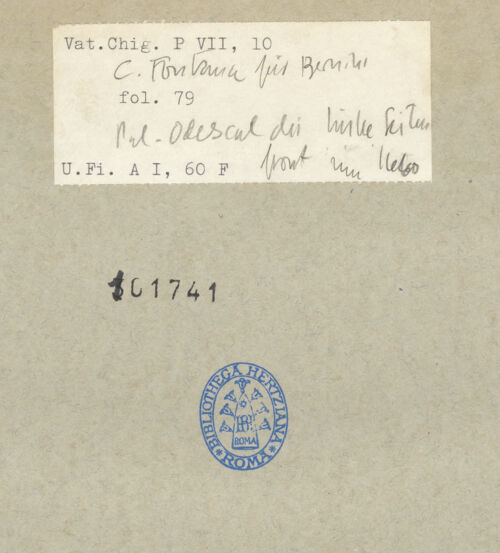 Vat.Chig. P VII, 10
C. Fontana für Bernini
fol. 79
Pal. Odescalchi linke Seiten
U.Fi. A I, 60 F front im
101741
BIBLIOTHECA HERTZIANA
ROMA
ROMA